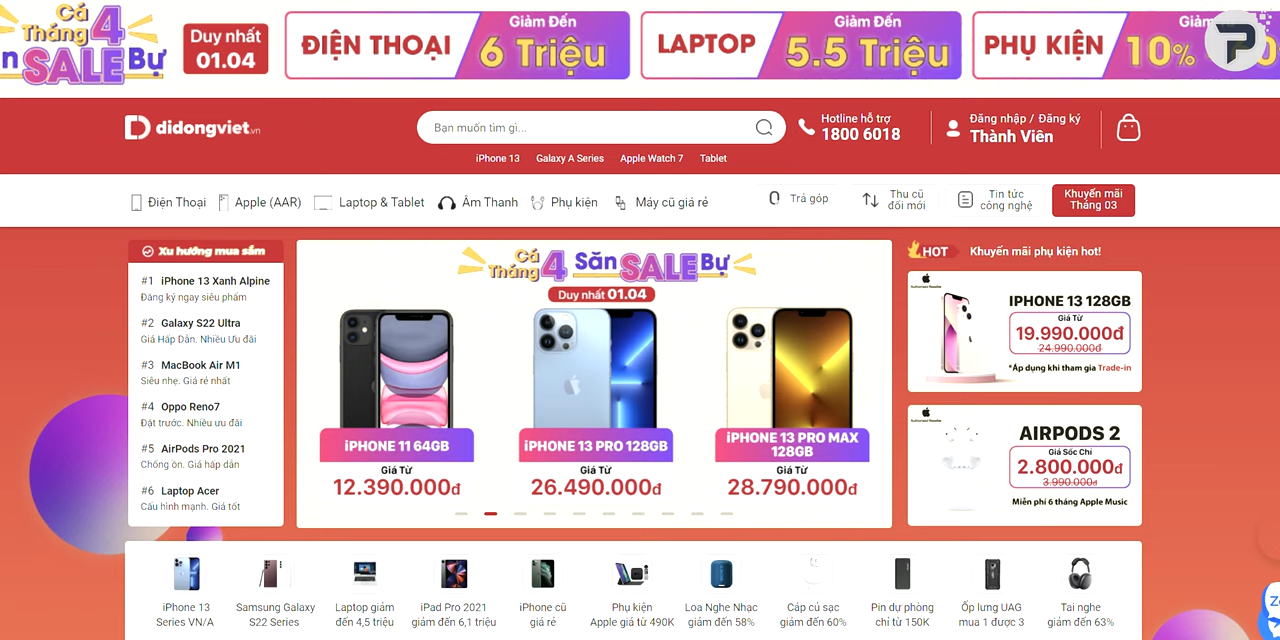 Cá
Tháng 4
SALE Bự
Duy nhất
01.04
ĐIỆN THOẠI
Giảm Đến
6 Triệu
LAPTOP
Giảm Đến
5.5 Triệu
PHỤ KIỆN
10%
didongviet.vn
Bạn muốn tìm gì...
Hotline hỗ trợ
1800 6018
Đăng nhập / Đăng ký
Thành Viên
iPhone 13
Galaxy A Series
Apple Watch 7
Tablet
Điện Thoại
Apple (AAR)
Laptop & Tablet
Âm Thanh
Phụ kiện
Máy cũ giá rẻ
Trả góp
Thu cũ
đổi mới
Tin tức
công nghệ
Khuyến mãi
Tháng 03
Xu hướng mua sắm
#1 iPhone 13 Xanh Alpine
Đăng ký ngay siêu phẩm
#2 Galaxy S22 Ultra
Giá Hấp Dẫn. Nhiều Ưu đãi
#3 MacBook Air M1
Siêu nhẹ. Giá rẻ nhất
#4 Oppo Reno7
Đặt trước. Nhiều ưu đãi
#5 AirPods Pro 2021
Chống ồn. Giá hấp dẫn
#6 Laptop Acer
Cấu hình mạnh. Giá tốt
Cá
Tháng 4 Săn SALE Bự
Duy nhất 01.04
iPHONE 11 64GB
Giá Từ
12.390.000đ
iPHONE 13 PRO 128GB
Giá Từ
26.490.000đ
iPHONE 13 PRO MAX
128GB
Giá Từ
28.790.000đ
HOT
Khuyến mãi phụ kiện hot!
IPHONE 13 128GB
Giá Từ
19.990.000đ
24.990.000đ
*Áp dụng khi tham gia Trade-in
AIRPODS 2
Giá Sốc Chỉ
2.800.000đ
3.990.000đ
Miễn phí 6 tháng Apple Music
iPhone 13
Series VN/A
Samsung Galaxy
S22 Series
Laptop giảm
đến 4,5 triệu
iPad Pro 2021
giảm đến 6,1 triệu
iPhone cũ
giá rẻ
Phụ kiện
Apple giá từ 490K
Loa Nghe Nhạc
giảm đến 58%
Cáp củ sạc
giảm đến 60%
Pin dự phòng
chỉ từ 150K
Ốp lưng UAG
mua 1 được 3
Tai nghe
giảm đến 63%